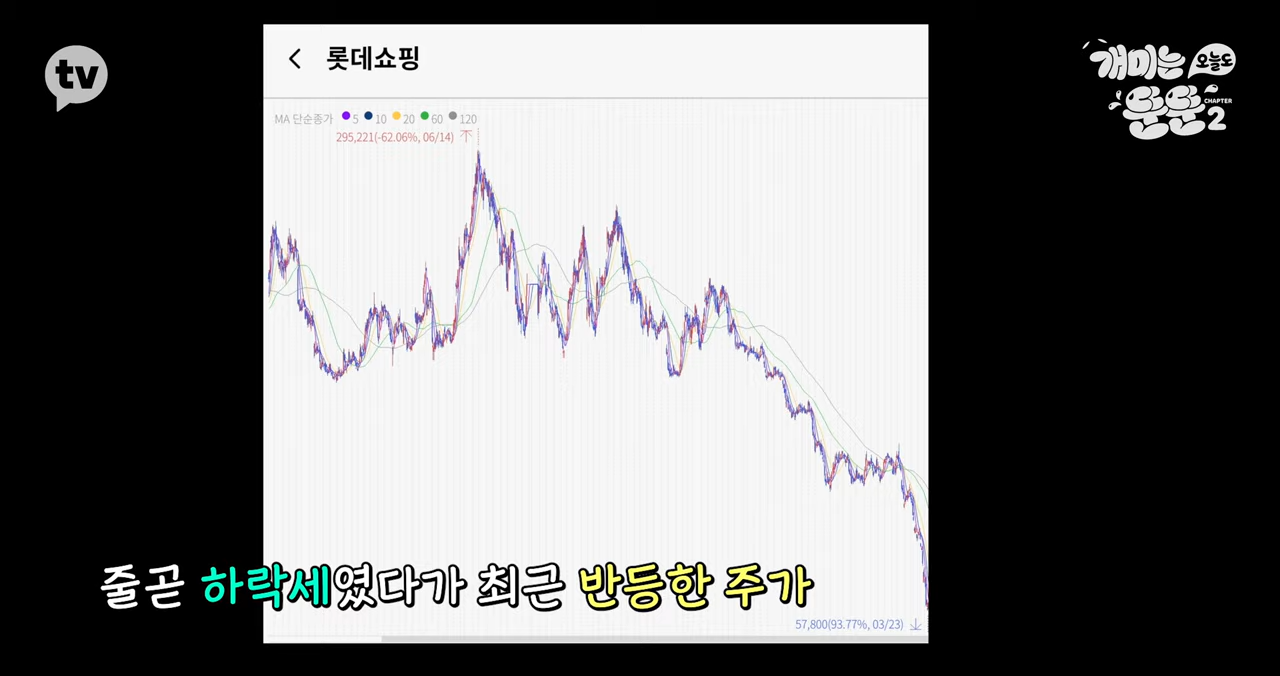 tv
롯데쇼핑
개미는 오늘도
뚠뚠 CHAPTER 2
MA 단순종가 5 10 20 60 120
295,221(-62.06%, 06/14)
줄곧 하락세였다가 최근 반등한 주가
57,800(93.77%, 03/23)